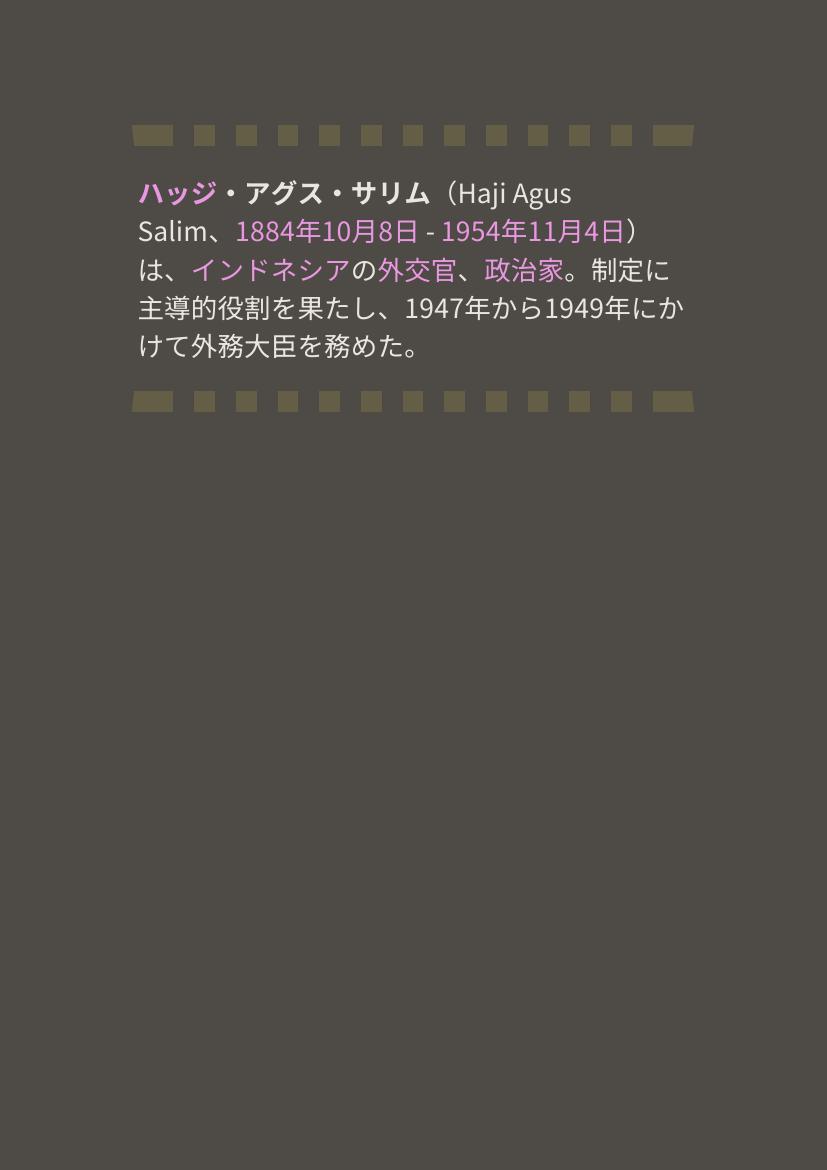 ハッジ・アグス・サリム（Haji Agus
Salim、1884年10月8日 - 1954年11月4日）
は、インドネシアの外交官、政治家。制定に
主導的役割を果たし、1947年から1949年にか
けて外務大臣を務めた。